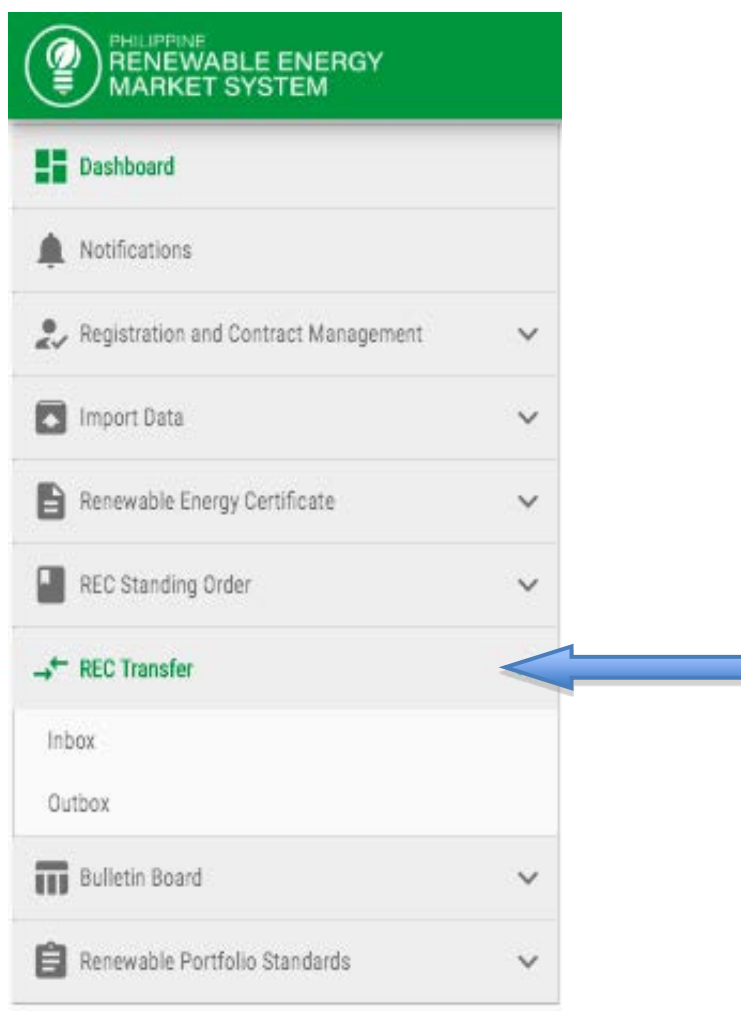 PHILIPPINE
RENEWABLE ENERGY
MARKET SYSTEM
Dashboard
Notifications
Registration and Contract Management
Import Data
Renewable Energy Certificate
REC Standing Order
REC Transfer
Inbox
Outbox
Bulletin Board
Renewable Portfolio Standards